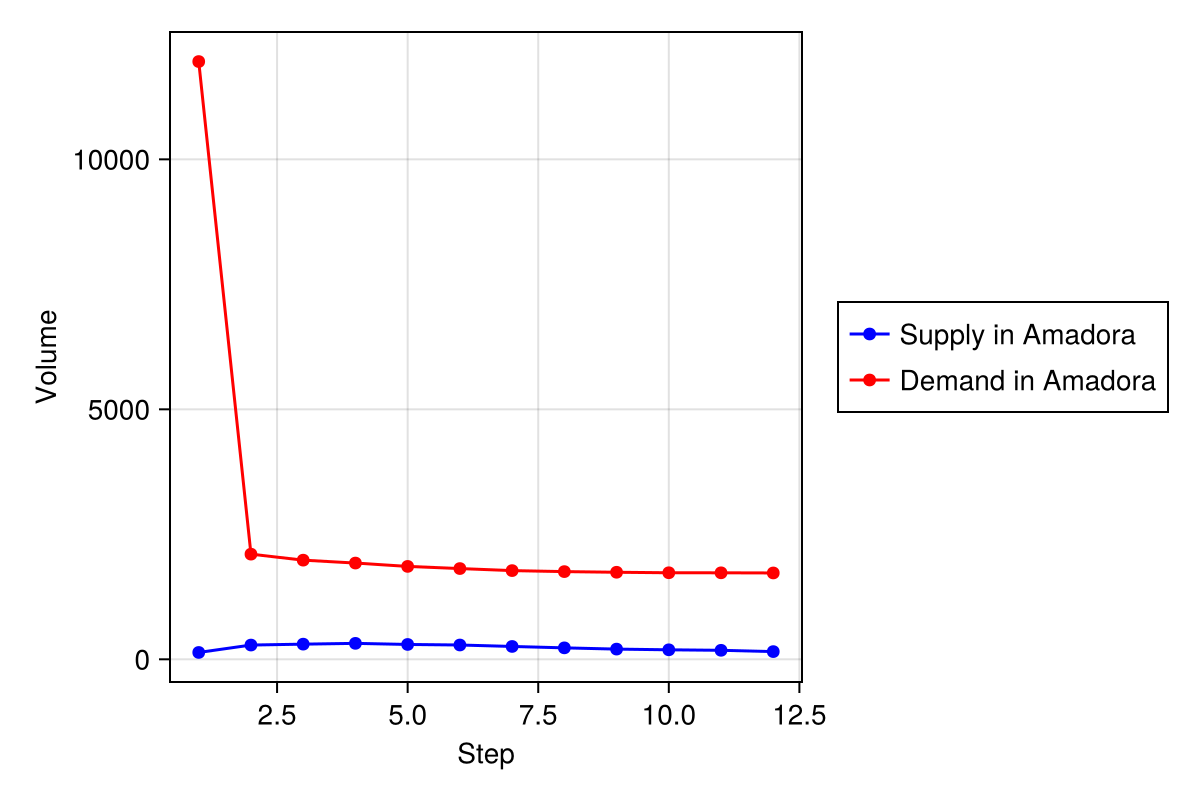 10000
5000
0
Volume
2.5 5.0 7.5 10.0 12.5
Step
Supply in Amadora
Demand in Amadora